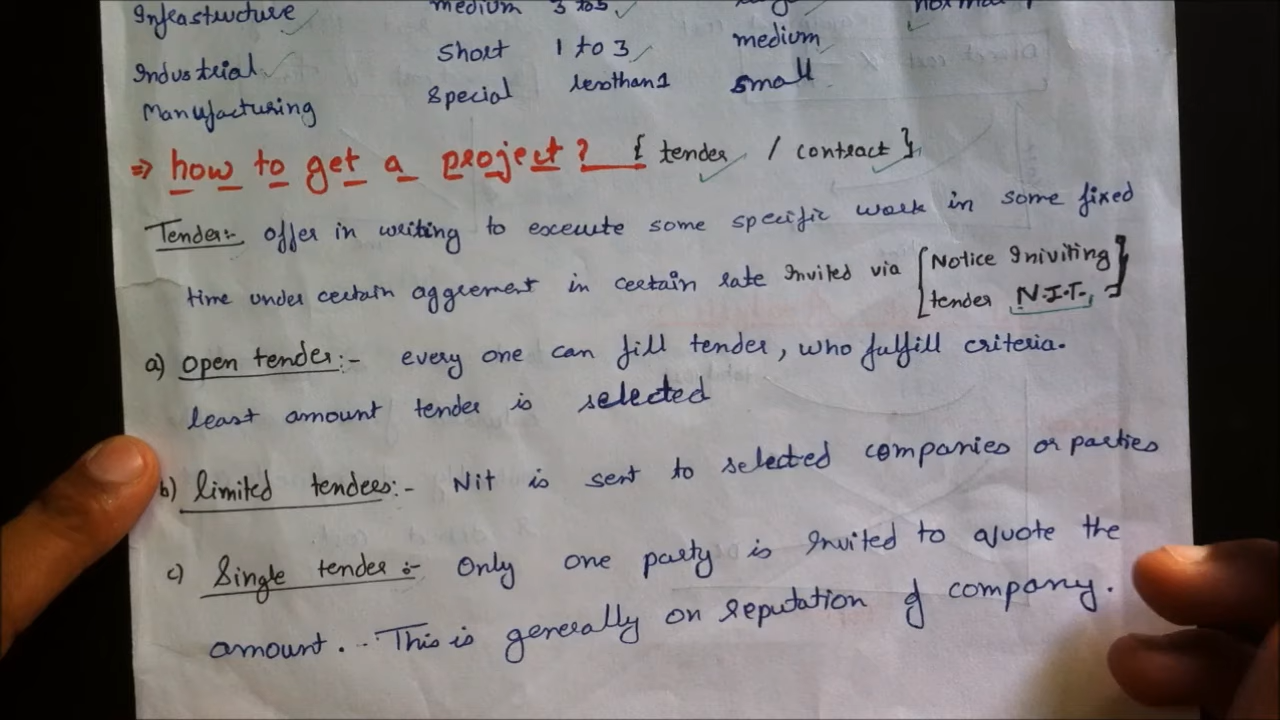 Infrastructure medium 3 to 5
Industrial short 1 to 3 medium
Manufacturing special lessthan 1 small
⇒ how to get a project? { tender / contract }
Tender:- offer in writing to execute some specific work in some fixed
time under certain aggrement in certain rate Invited via [Notice Iniviting
tender N.I.T.]
a) open tender:- every one can fill tender, who fulfill criteria.
least amount tender is selected
b) limited tenders:- Nit is sent to selected companies or parties
c) Single tender:- Only one party is Invited to quote the
amount... This is generally on reputation of company.